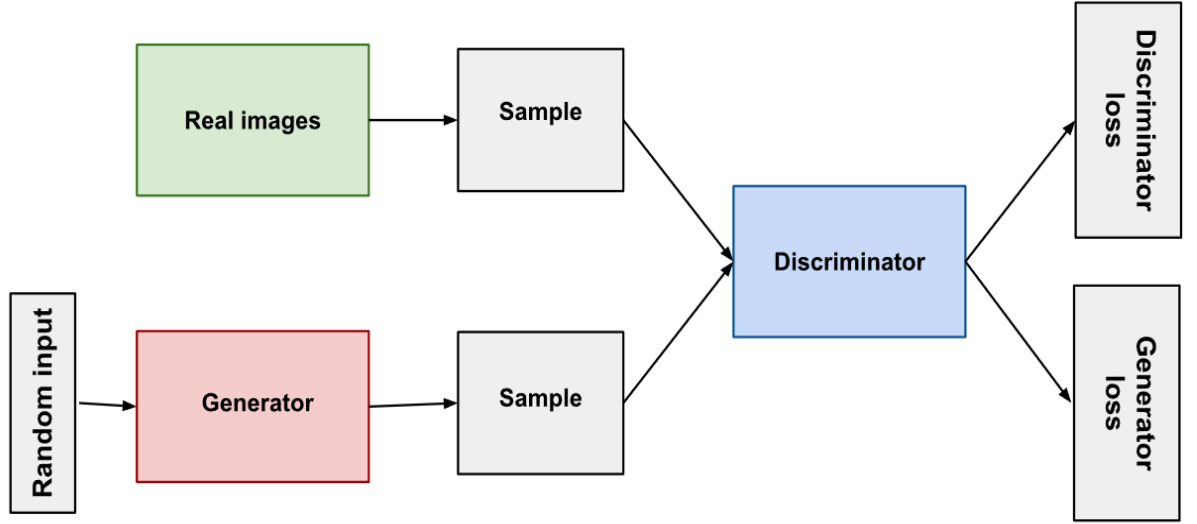 Real images
Sample
Discriminator
loss
Discriminator
Random input
Generator
Sample
Generator
loss